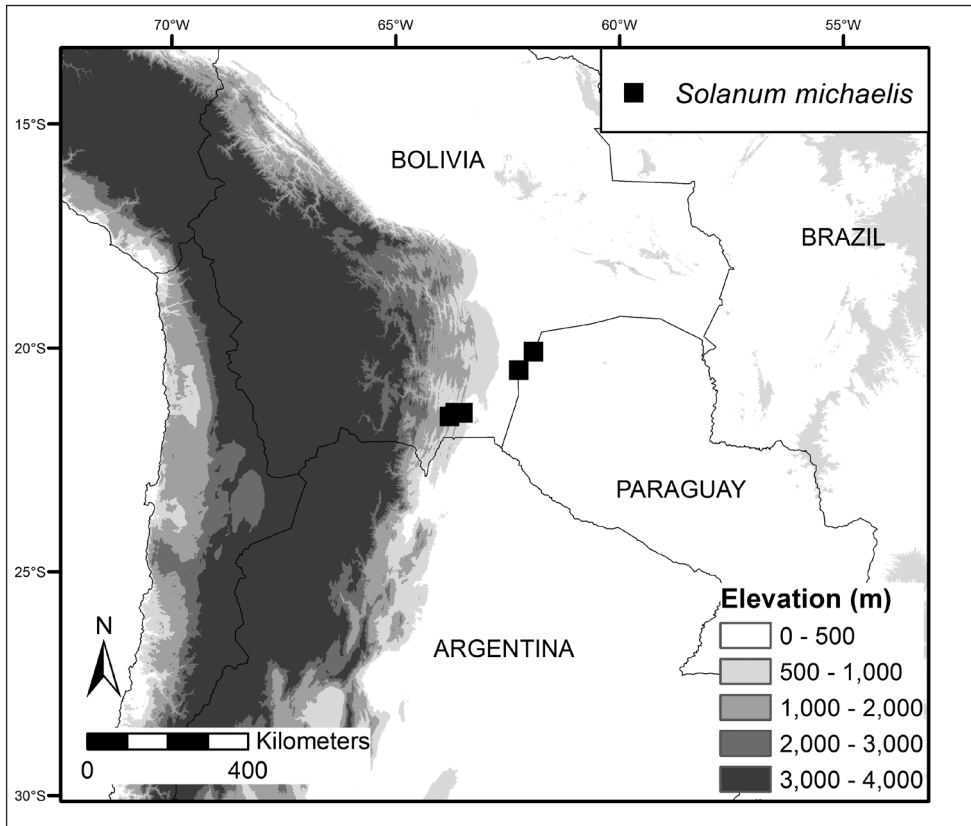 70°W 65°W 60°W 55°W
Solanum michaelis
15°S
BOLIVIA
BRAZIL
20°S
PARAGUAY
25°S
Elevation (m)
N
0 - 500
ARGENTINA
500 - 1,000
1,000 - 2,000
Kilometers
2,000 - 3,000
0 400
3,000 - 4,000
30°S